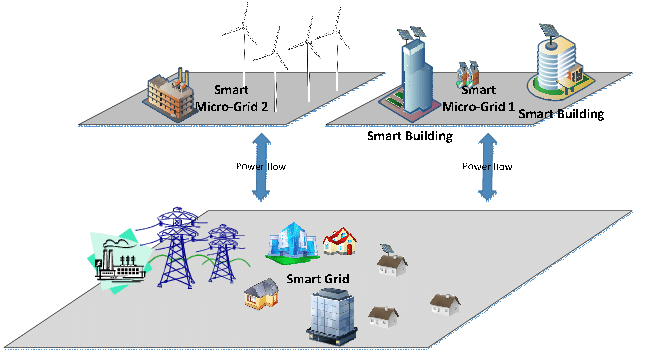 Smart
Micro-Grid 2
Smart
Micro-Grid 1
Smart Building
Smart Building
Power flow
Power flow
Smart Grid